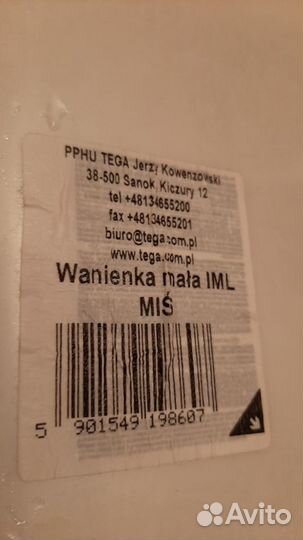 PPHU TEGA Jerzy Kowenzowski
38-500 Sanok, Kiczury 12
tel +48134655200
fax +48134655201
biuro@tega.com.pl
www.tega.com.pl
Wanienka mała IML
MIŚ
5 901549 198607
Avito